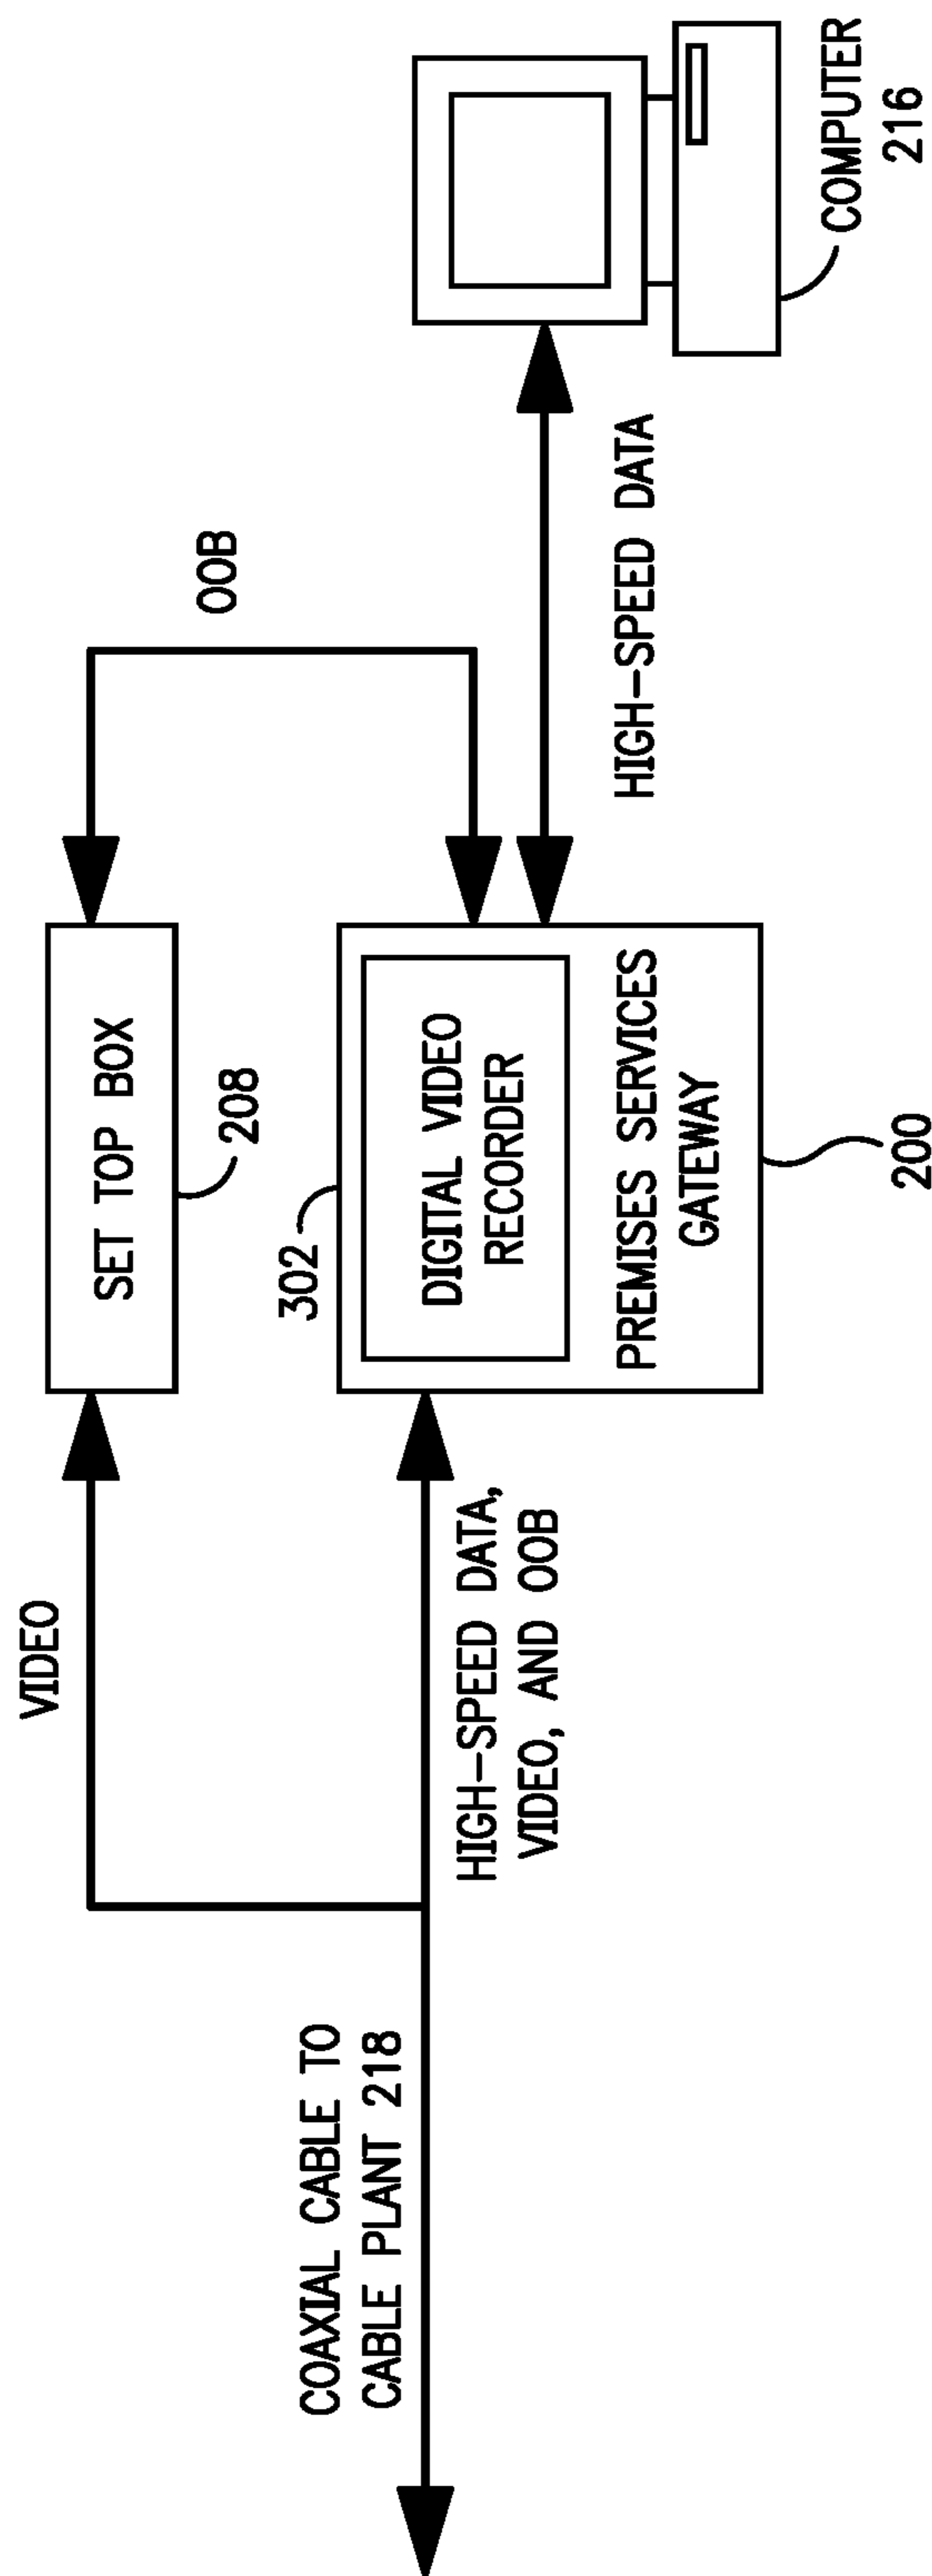 VIDEO
SET TOP BOX
208
OOB
COAXIAL CABLE TO
CABLE PLANT 218
HIGH-SPEED DATA,
VIDEO, AND OOB
302
DIGITAL VIDEO
RECORDER
PREMISES SERVICES
GATEWAY
200
HIGH-SPEED DATA
COMPUTER
216